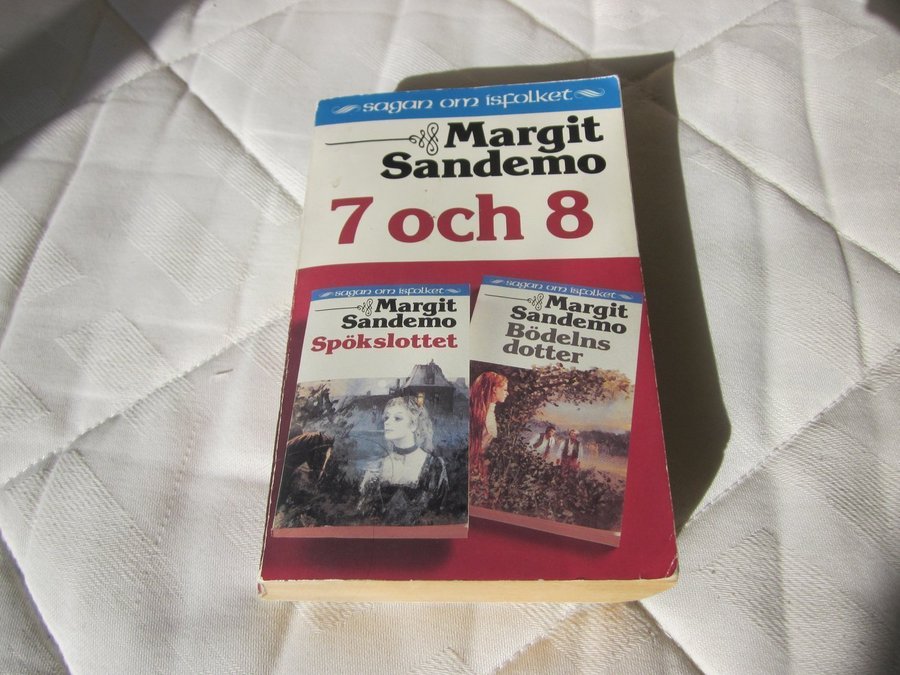 sagan om isfolket
Margit
Sandemo
7 och 8
sagan om isfolket
Margit
Sandemo
Spökslottet
sagan om isfolket
Margit
Sandemo
Bödelns
dotter